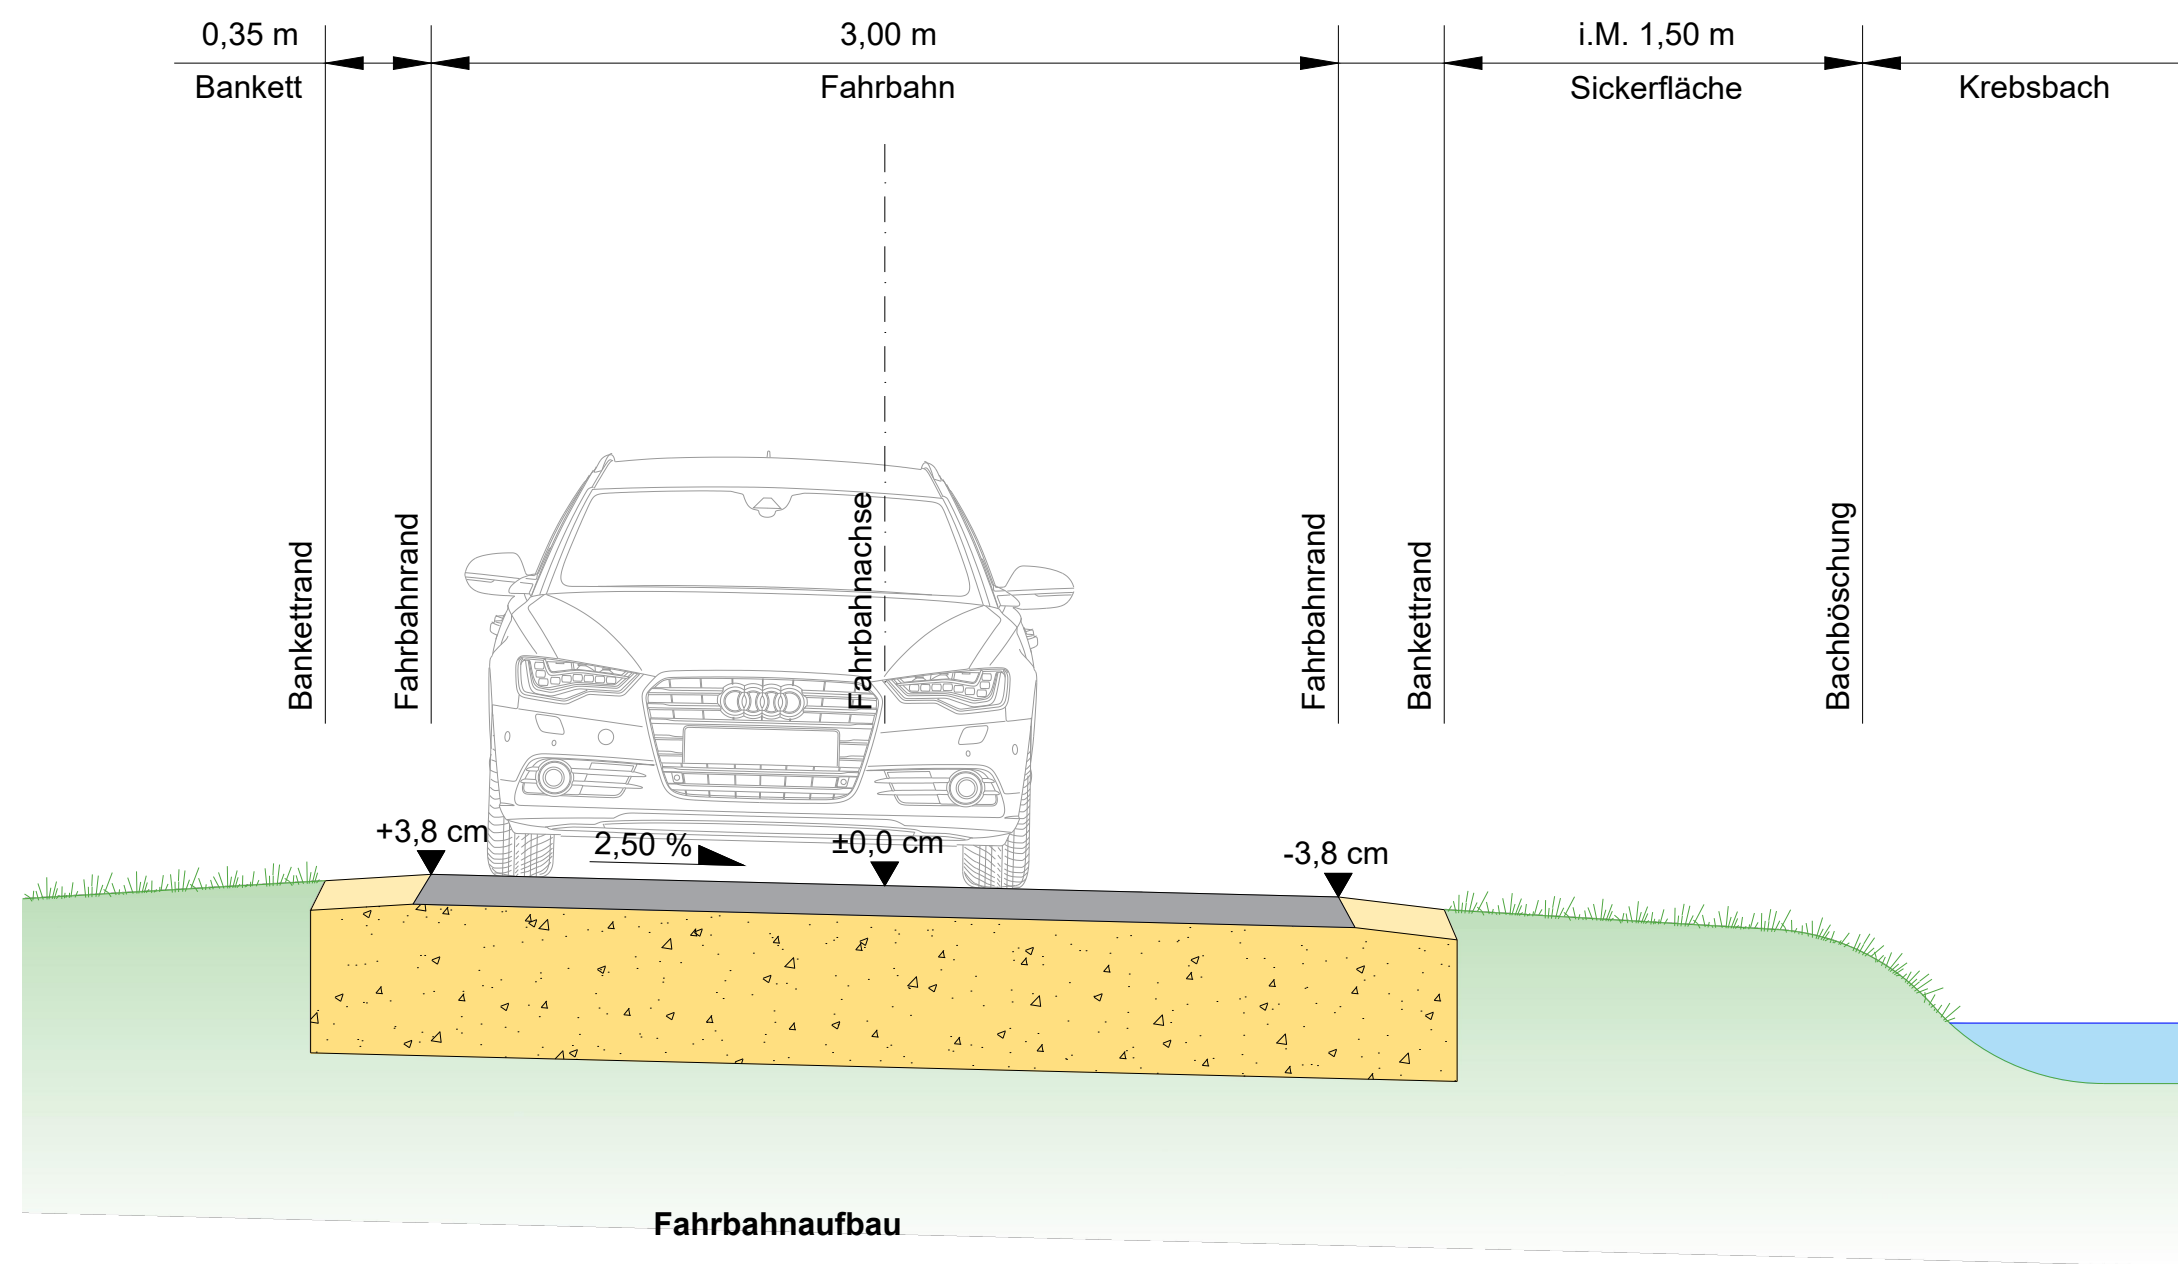 0,35 m
3,00 m
i.M. 1,50 m
Bankett
Fahrbahn
Sickerfläche
Krebsbach
Bankettrand
Fahrbahnrand
Fahrbahnachse
Fahrbahnrand
Bankettrand
Bachböschung
+3,8 cm
2,50 %
±0,0 cm
-3,8 cm
Fahrbahnaufbau